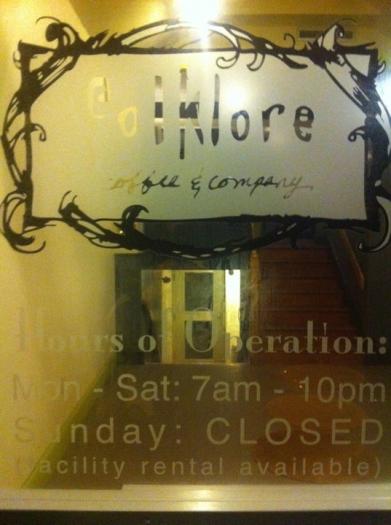 folklore
coffee & company
Hours of Operation:
Mon - Sat: 7am - 10pm
Sunday: CLOSED
(facility rental available)